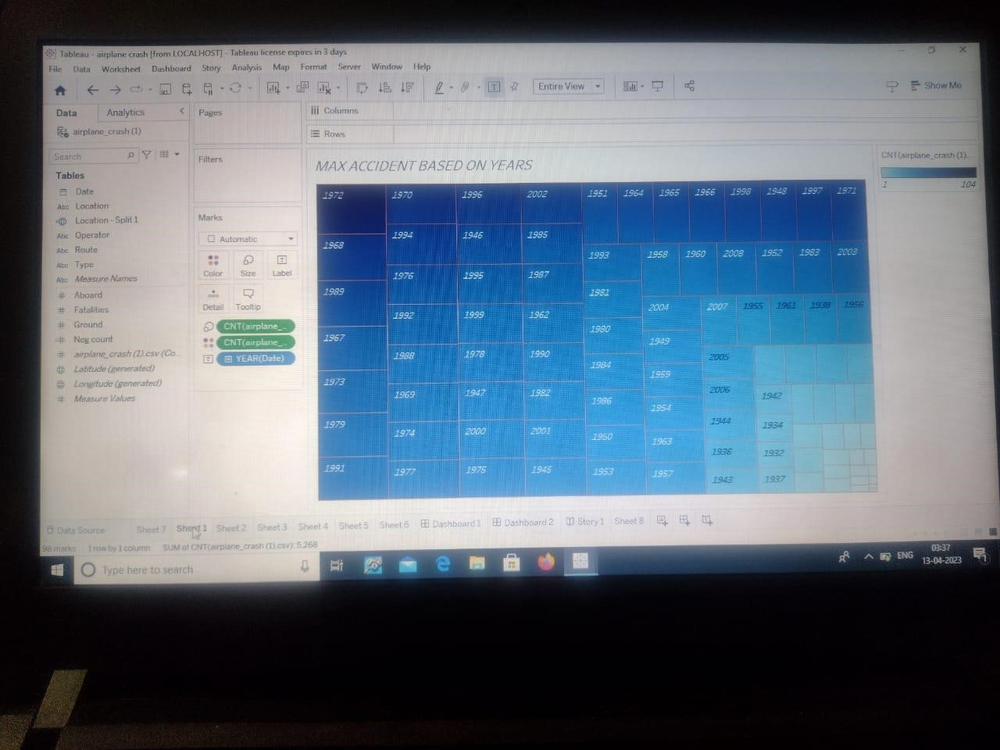 Tableau - airplane crash [from LOCALHOST] - Tableau license expires in 3 days
File Data Worksheet Dashboard Story Analysis Map Format Server Window Help
Entire View
Show Me
Data Analytics
airplane_crash (1)
Search
Tables
Date
Abc Location
Location - Split 1
Abc Operator
Abc Route
Abc Type
Abc Measure Names
# Aboard
# Fatalities
# Ground
# Neg count
# airplane_crash (1).csv (Co...
Latitude (generated)
Longitude (generated)
# Measure Values
Pages
Filters
Marks
Automatic
Color Size Label
Detail Tooltip
CNT(airplane_..
CNT(airplane_..
YEAR(Date)
Columns
Rows
MAX ACCIDENT BASED ON YEARS
1972
1968
1989
1967
1973
1979
1991
1970
1994
1976
1992
1988
1969
1974
1977
1996
1946
1995
1999
1978
1947
2000
1975
2002
1985
1987
1962
1990
1982
2001
1945
1951 1964 1965 1966 1998 1948 1997 1971
1993
1981
1980
1984
1986
1950
1953
1958 1960 2008 1952 1983 2003
2004
1949
1959
1954
1963
1957
2007 1955 1961 1938 1956
2005
2006
1944
1936
1943
1942
1934
1932
1937
CNT(airplane_crash (1)...
1 104
Data Source Sheet 7 Sheet 1 Sheet 2 Sheet 3 Sheet 4 Sheet 5 Sheet 6 Dashboard 1 Dashboard 2 Story 1 Sheet 8
98 marks 1 row by 1 column SUM of CNT(airplane_crash (1).csv): 5,268
Type here to search
ENG
03:37
13-04-2023
1